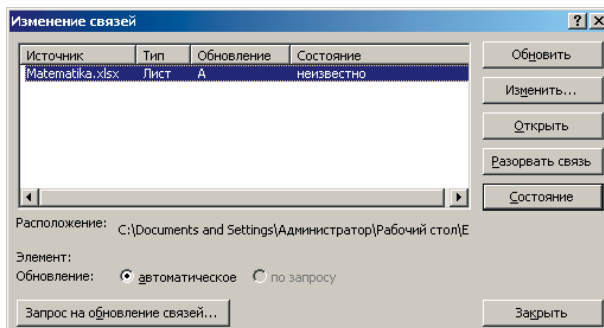 Изменение связей
Источник Тип Обновление Состояние
Matematika.xlsx Лист А неизвестно
Обновить
Изменить...
Открыть
Разорвать связь
Состояние
Расположение: C:\Documents and Settings\Администратор\Рабочий стол\E
Элемент:
Обновление: автоматическое по запросу
Запрос на обновление связей... Закрыть